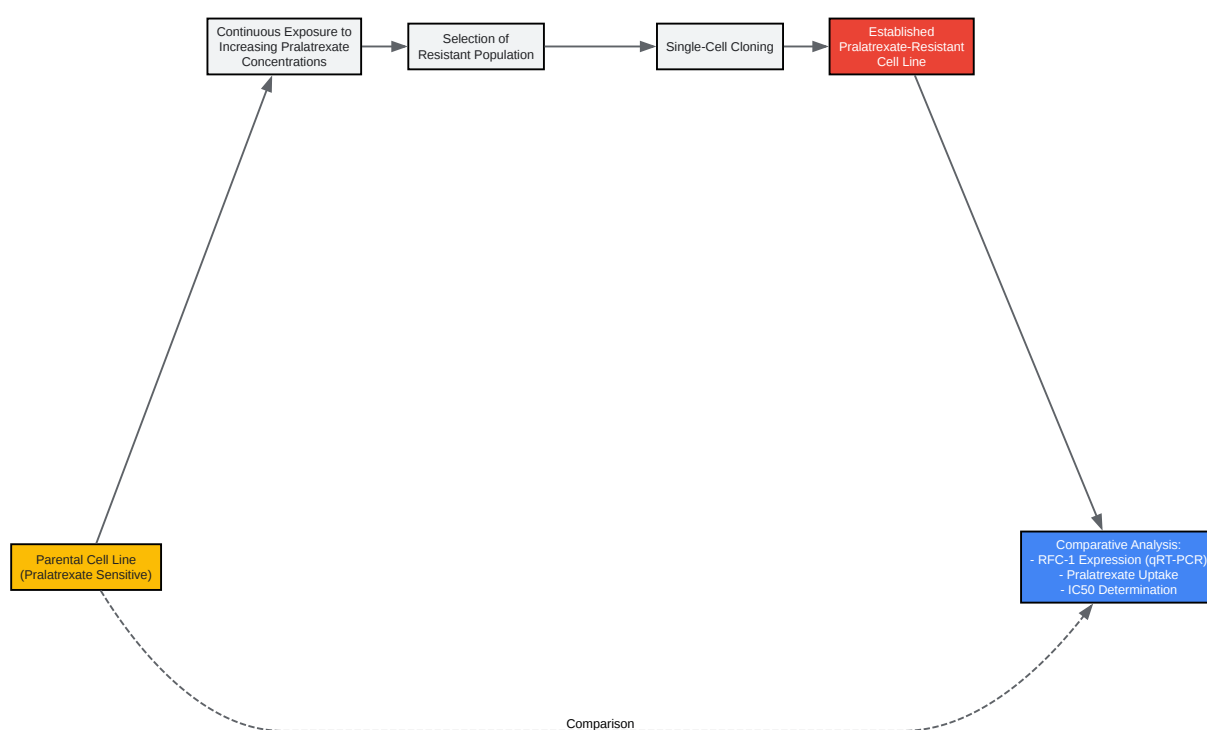 Continuous Exposure to
Increasing Pralatrexate
Concentrations
Selection of
Resistant Population
Single-Cell Cloning
Established
Pralatrexate-Resistant
Cell Line
Parental Cell Line
(Pralatrexate Sensitive)
Comparative Analysis:
- RFC-1 Expression (qRT-PCR)
- Pralatrexate Uptake
- IC50 Determination
Comparison